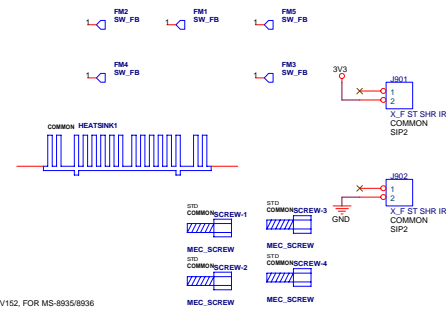 FM2
SW_FB
1
FM1
SW_FB
1
FM5
SW_FB
1
FM4
SW_FB
1
FM3
SW_FB
1
3V3
J901
1
2
X_F ST SHR IR
COMMON
SIP2
COMMON HEATSINK1
J902
1
2
X_F ST SHR IR
COMMON
SIP2
GND
STD
COMMON SCREW-1
MEC_SCREW
STD
COMMON SCREW-3
MEC_SCREW
STD
COMMON SCREW-2
MEC_SCREW
STD
COMMON SCREW-4
MEC_SCREW
V152, FOR MS-8935/8936